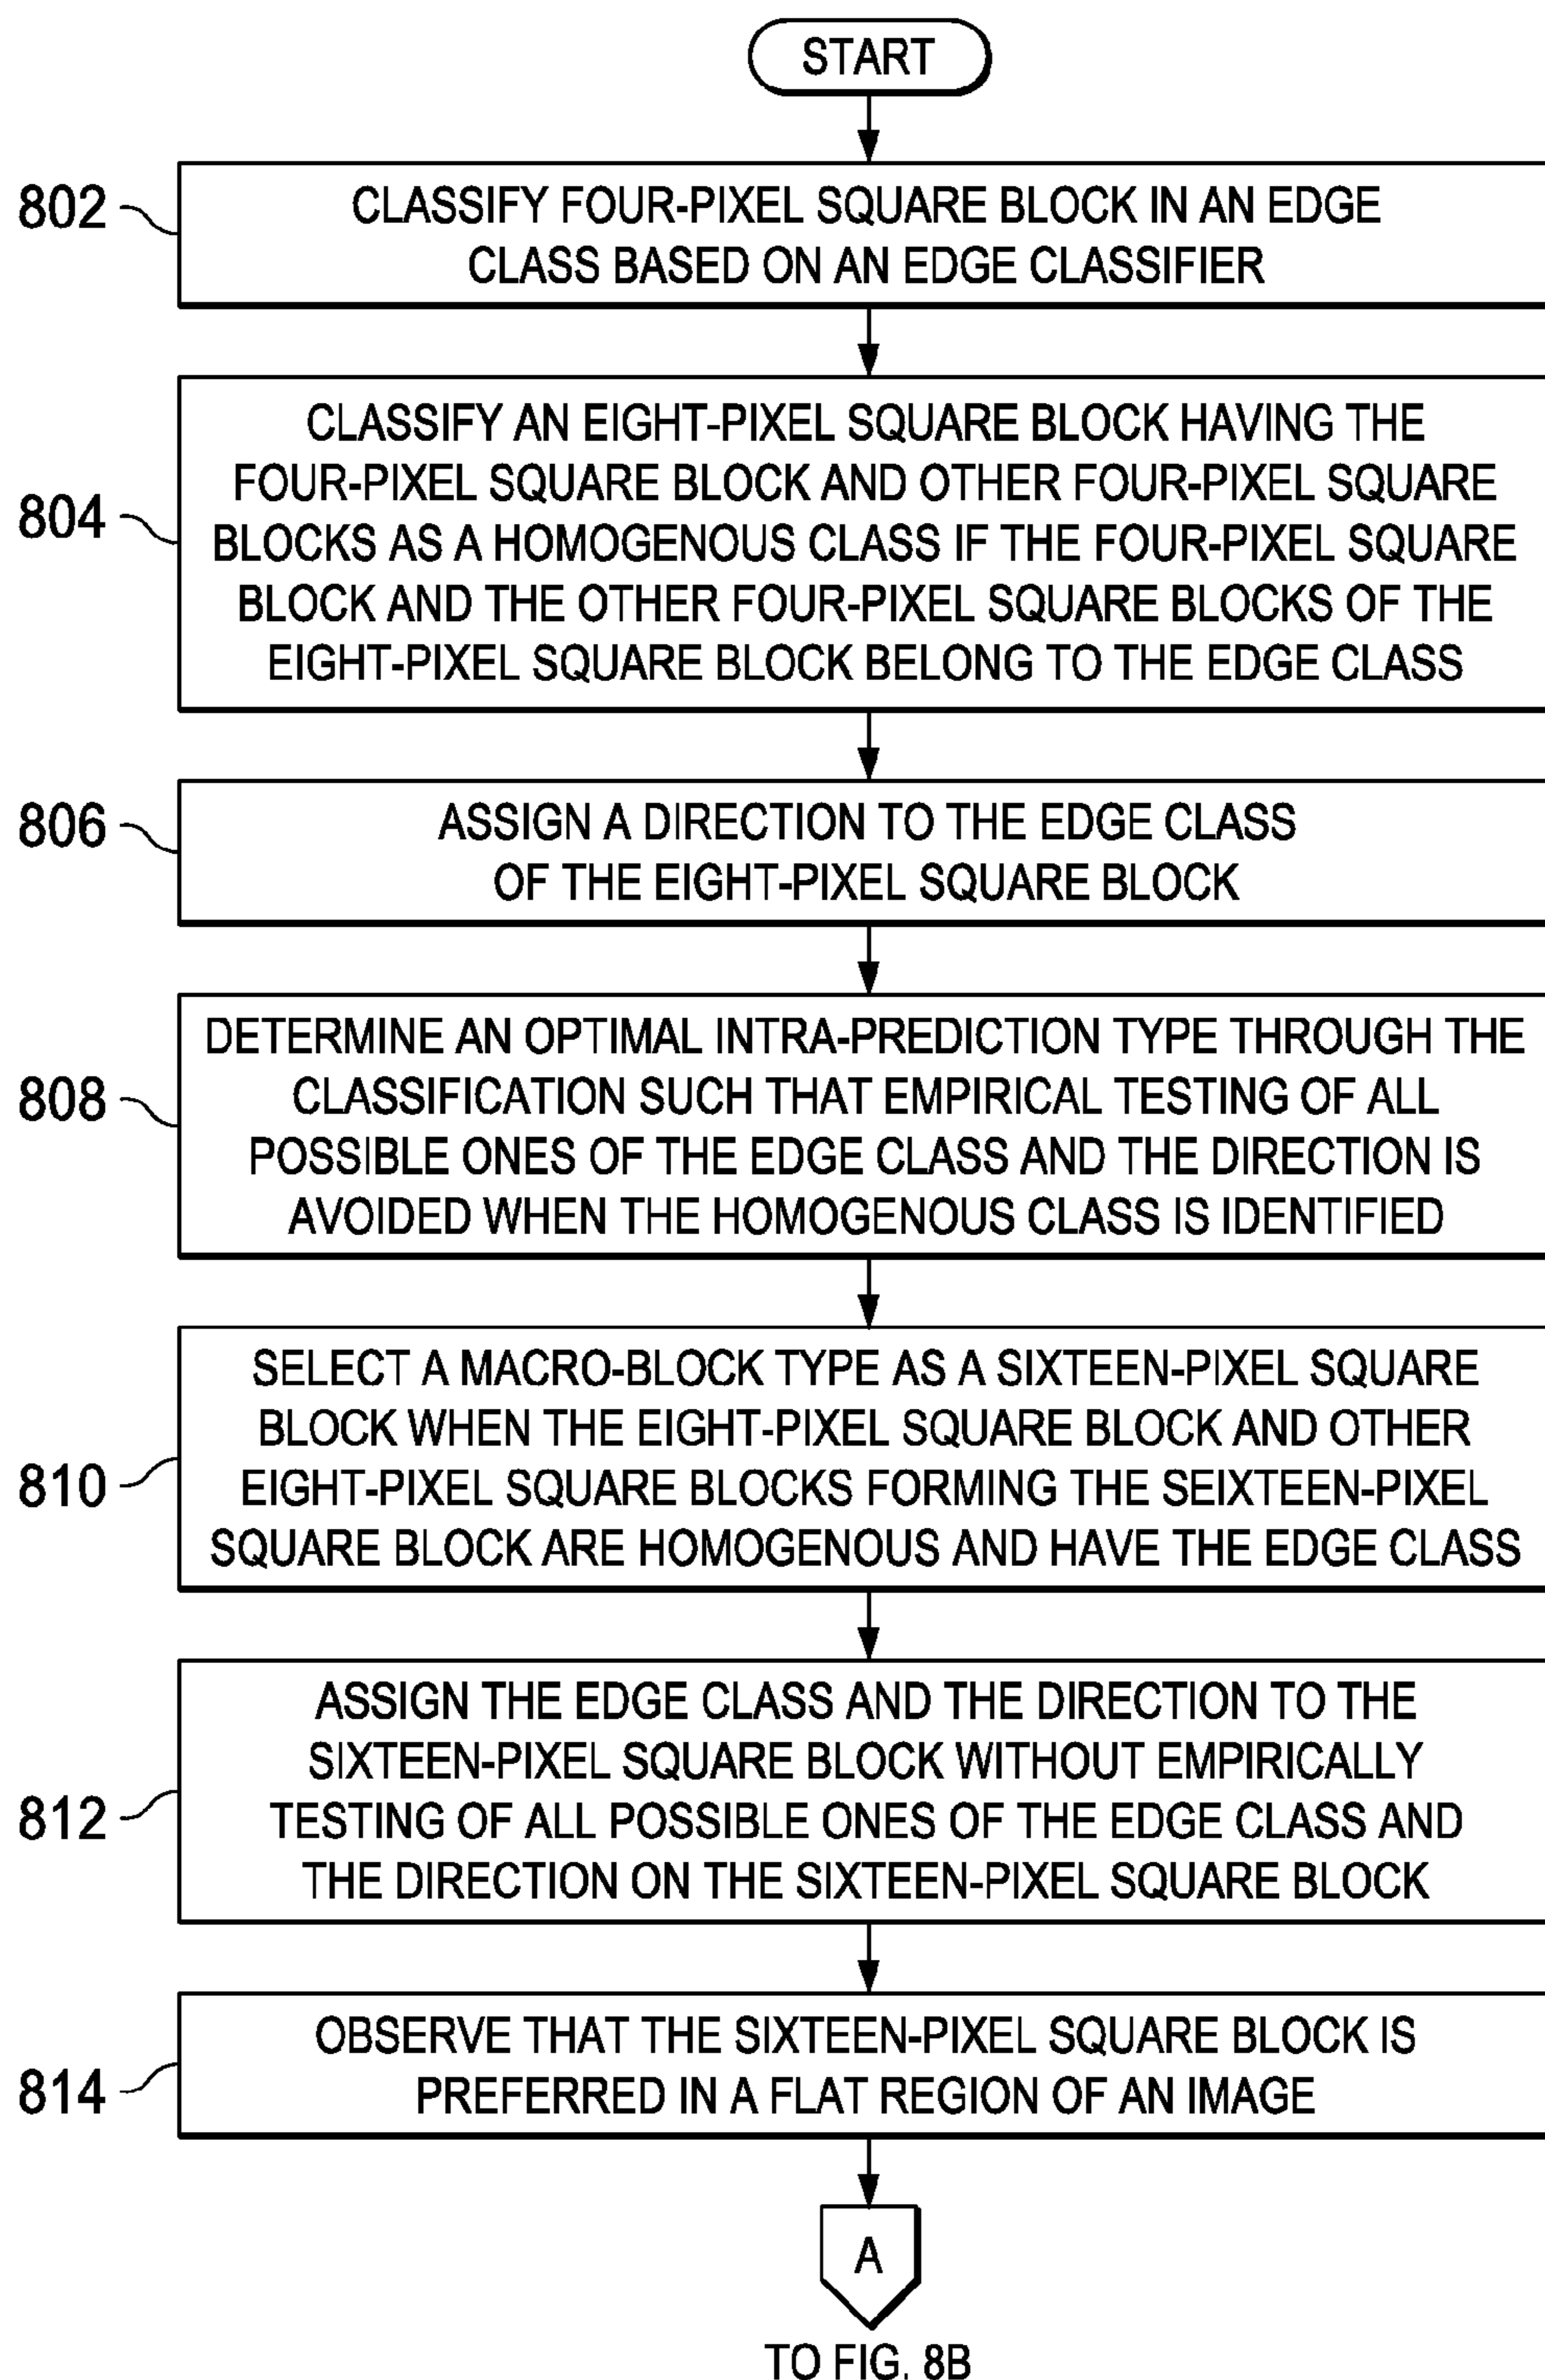 START
802
CLASSIFY FOUR-PIXEL SQUARE BLOCK IN AN EDGE
CLASS BASED ON AN EDGE CLASSIFIER
804
CLASSIFY AN EIGHT-PIXEL SQUARE BLOCK HAVING THE
FOUR-PIXEL SQUARE BLOCK AND OTHER FOUR-PIXEL SQUARE
BLOCKS AS A HOMOGENOUS CLASS IF THE FOUR-PIXEL SQUARE
BLOCK AND THE OTHER FOUR-PIXEL SQUARE BLOCKS OF THE
EIGHT-PIXEL SQUARE BLOCK BELONG TO THE EDGE CLASS
806
ASSIGN A DIRECTION TO THE EDGE CLASS
OF THE EIGHT-PIXEL SQUARE BLOCK
808
DETERMINE AN OPTIMAL INTRA-PREDICTION TYPE THROUGH THE
CLASSIFICATION SUCH THAT EMPIRICAL TESTING OF ALL
POSSIBLE ONES OF THE EDGE CLASS AND THE DIRECTION IS
AVOIDED WHEN THE HOMOGENOUS CLASS IS IDENTIFIED
810
SELECT A MACRO-BLOCK TYPE AS A SIXTEEN-PIXEL SQUARE
BLOCK WHEN THE EIGHT-PIXEL SQUARE BLOCK AND OTHER
EIGHT-PIXEL SQUARE BLOCKS FORMING THE SEIXTEEN-PIXEL
SQUARE BLOCK ARE HOMOGENOUS AND HAVE THE EDGE CLASS
812
ASSIGN THE EDGE CLASS AND THE DIRECTION TO THE
SIXTEEN-PIXEL SQUARE BLOCK WITHOUT EMPIRICALLY
TESTING OF ALL POSSIBLE ONES OF THE EDGE CLASS AND
THE DIRECTION ON THE SIXTEEN-PIXEL SQUARE BLOCK
814
OBSERVE THAT THE SIXTEEN-PIXEL SQUARE BLOCK IS
PREFERRED IN A FLAT REGION OF AN IMAGE
A
TO FIG. 8B